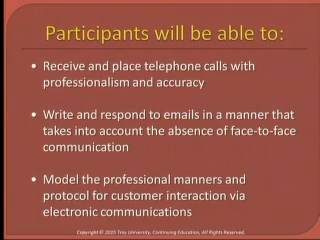 Participants will be able to:
• Receive and place telephone calls with
professionalism and accuracy
• Write and respond to emails in a manner that
takes into account the absence of face-to-face
communication
• Model the professional manners and
protocol for customer interaction via
electronic communications
Copyright © 2015 Troy University, Continuing Education, All Rights Reserved.